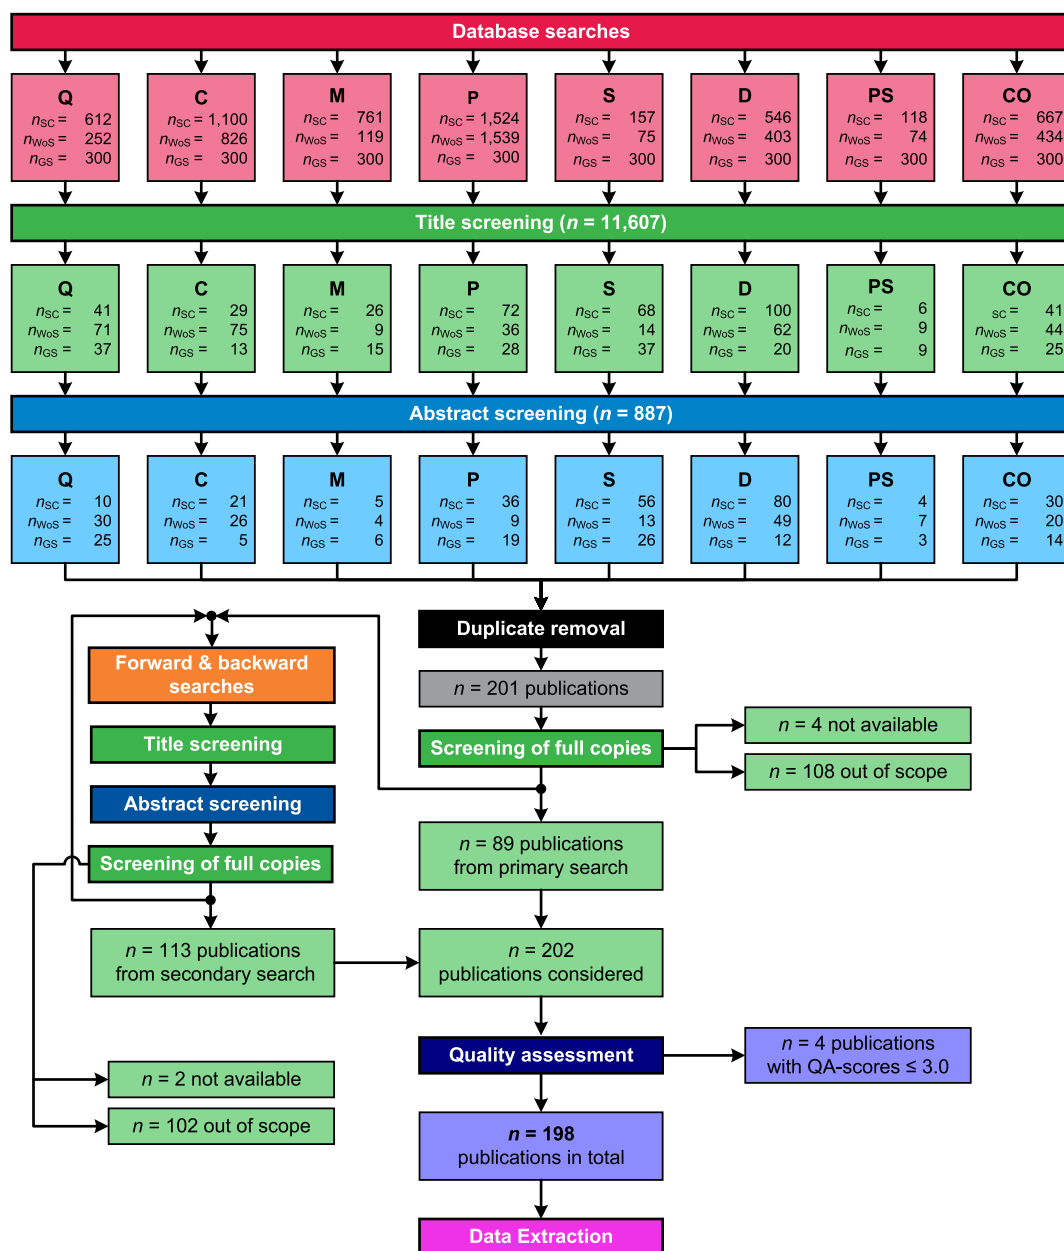 Database searches
Q
nSC = 612
nWoS = 252
nGS = 300
C
nSC = 1,100
nWoS = 826
nGS = 300
M
nSC = 761
nWoS = 119
nGS = 300
P
nSC = 1,524
nWoS = 1,539
nGS = 300
S
nSC = 157
nWoS = 75
nGS = 300
D
nSC = 546
nWoS = 403
nGS = 300
PS
nSC = 118
nWoS = 74
nGS = 300
CO
nSC = 667
nWoS = 434
nGS = 300
Title screening (n = 11,607)
Q
nSC = 41
nWoS = 71
nGS = 37
C
nSC = 29
nWoS = 75
nGS = 13
M
nSC = 26
nWoS = 9
nGS = 15
P
nSC = 72
nWoS = 36
nGS = 28
S
nSC = 68
nWoS = 14
nGS = 37
D
nSC = 100
nWoS = 62
nGS = 20
PS
nSC = 6
nWoS = 9
nGS = 9
CO
SC = 41
nWoS = 44
nGS = 25
Abstract screening (n = 887)
Q
nSC = 10
nWoS = 30
nGS = 25
C
nSC = 21
nWoS = 26
nGS = 5
M
nSC = 5
nWoS = 4
nGS = 6
P
nSC = 36
nWoS = 9
nGS = 19
S
nSC = 56
nWoS = 13
nGS = 26
D
nSC = 80
nWoS = 49
nGS = 12
PS
nSC = 4
nWoS = 7
nGS = 3
CO
nSC = 30
nWoS = 20
nGS = 14
Duplicate removal
n = 201 publications
Screening of full copies
n = 4 not available
n = 108 out of scope
n = 89 publications
from primary search
Forward & backward
searches
Title screening
Abstract screening
Screening of full copies
n = 113 publications
from secondary search
n = 202
publications considered
n = 2 not available
n = 102 out of scope
Quality assessment
n = 4 publications
with QA-scores ≤ 3.0
n = 198
publications in total
Data Extraction